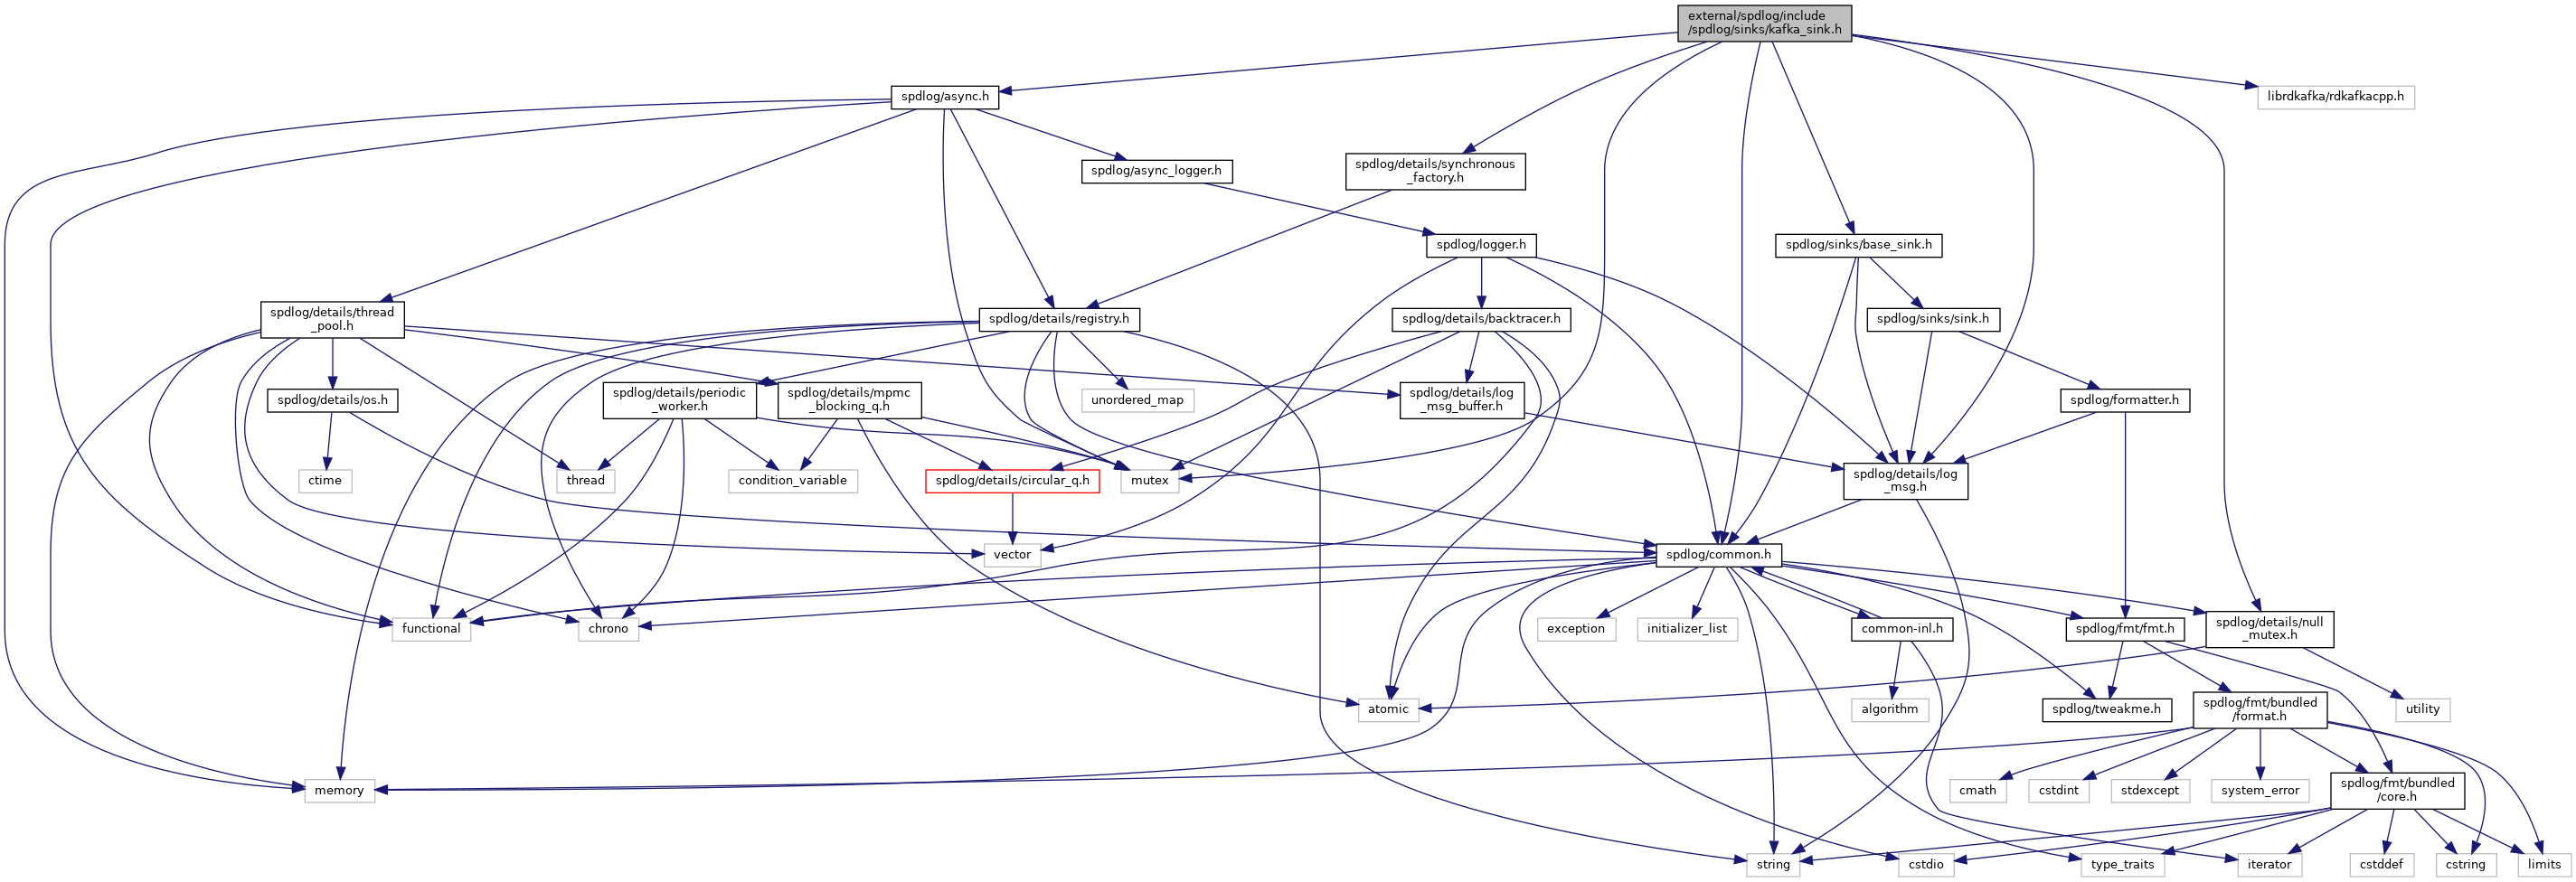 external/spdlog/include
/spdlog/sinks/kafka_sink.h
spdlog/async.h
librdkafka/rdkafkacpp.h
spdlog/async_logger.h
spdlog/details/synchronous
_factory.h
spdlog/logger.h
spdlog/sinks/base_sink.h
spdlog/details/thread
_pool.h
spdlog/details/registry.h
spdlog/details/backtracer.h
spdlog/sinks/sink.h
spdlog/details/os.h
spdlog/details/periodic
_worker.h
spdlog/details/mpmc
_blocking_q.h
unordered_map
spdlog/details/log
_msg_buffer.h
spdlog/formatter.h
ctime
thread
condition_variable
spdlog/details/circular_q.h
mutex
spdlog/details/log
_msg.h
vector
spdlog/common.h
functional
chrono
exception
initializer_list
common-inl.h
spdlog/fmt/fmt.h
spdlog/details/null
_mutex.h
atomic
algorithm
spdlog/tweakme.h
spdlog/fmt/bundled
/format.h
utility
memory
cmath
cstdint
stdexcept
system_error
spdlog/fmt/bundled
/core.h
string
cstdio
type_traits
iterator
cstddef
cstring
limits